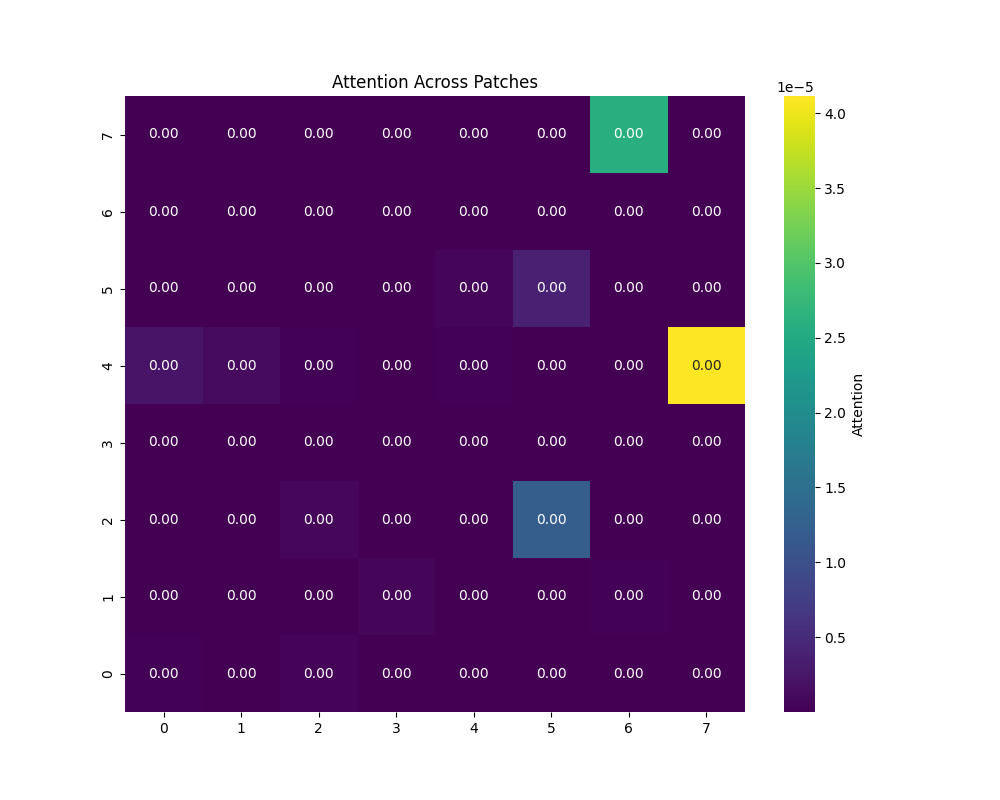 Attention Across Patches
1e−5
7 0.00 0.00 0.00 0.00 0.00 0.00 0.00 0.00
6 0.00 0.00 0.00 0.00 0.00 0.00 0.00 0.00
5 0.00 0.00 0.00 0.00 0.00 0.00 0.00 0.00
4 0.00 0.00 0.00 0.00 0.00 0.00 0.00 0.00
3 0.00 0.00 0.00 0.00 0.00 0.00 0.00 0.00
2 0.00 0.00 0.00 0.00 0.00 0.00 0.00 0.00
1 0.00 0.00 0.00 0.00 0.00 0.00 0.00 0.00
0 0.00 0.00 0.00 0.00 0.00 0.00 0.00 0.00
0 1 2 3 4 5 6 7
4.0
3.5
3.0
2.5
2.0
1.5
1.0
0.5
Attention